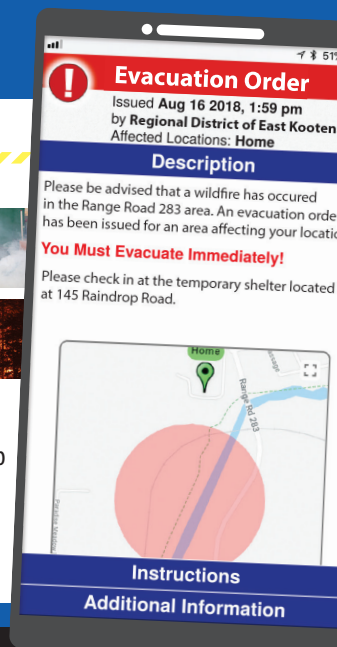 51%
Evacuation Order
Issued Aug 16 2018, 1:59 pm
by Regional District of East Kooten
Affected Locations: Home
Description
Please be advised that a wildfire has occured
in the Range Road 283 area. An evacuation orde
has been issued for an area affecting your locatio
You Must Evacuate Immediately!
Please check in at the temporary shelter located
at 145 Raindrop Road.
Home
Range Rd 283
Instructions
Additional Information